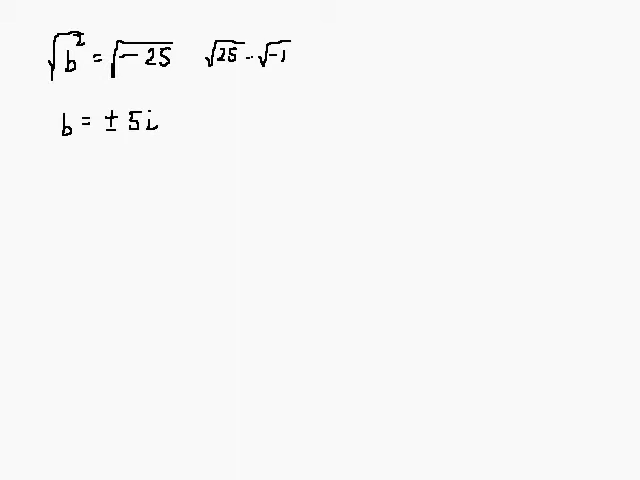 √b² = √-25   √25 · √-1
b = ± 5i